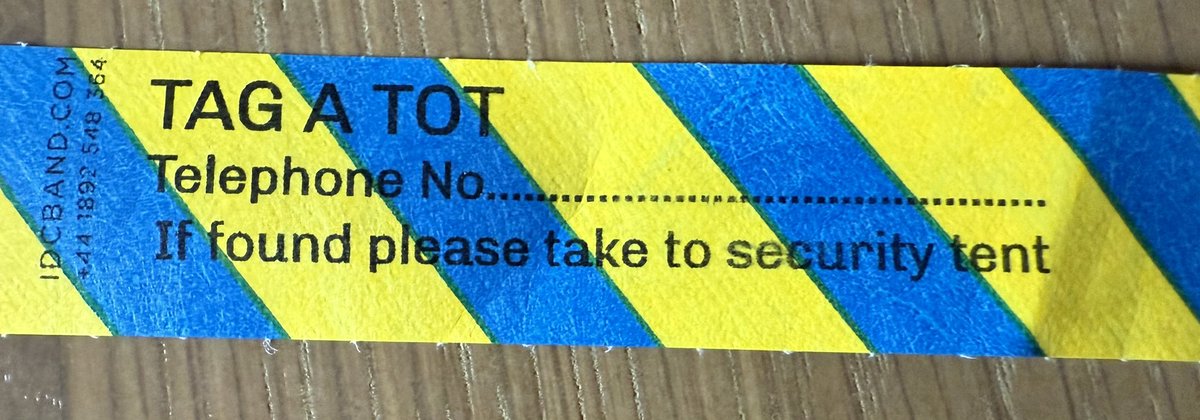 IDCBAND.COM
+44 1892 548 364
TAG A TOT
Telephone No................................................
If found please take to security tent